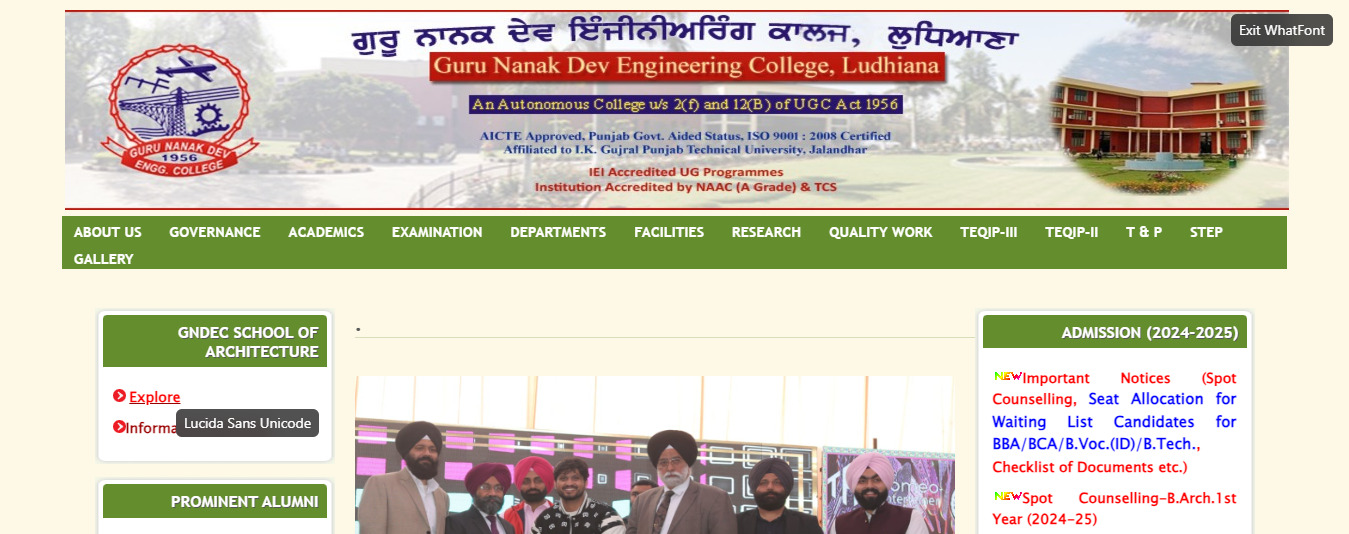 ਗੁਰੂ ਨਾਨਕ ਦੇਵ ਇੰਜੀਨੀਅਰਿੰਗ ਕਾਲਜ, ਲੁਧਿਆਣਾ
Exit WhatFont
Guru Nanak Dev Engineering College, Ludhiana
An Autonomous College u/s 2(f) and 12(B) of UGC Act 1956
AICTE Approved, Punjab Govt. Aided Status, ISO 9001 : 2008 Certified
Affiliated to I.K. Gujral Punjab Technical University, Jalandhar
IEI Accredited UG Programmes
Institution Accredited by NAAC (A Grade) & TCS
GURU NANAK DEV
1956
ENGG. COLLEGE
ABOUT US GOVERNANCE ACADEMICS EXAMINATION DEPARTMENTS FACILITIES RESEARCH QUALITY WORK TEQIP-III TEQIP-II T & P STEP
GALLERY
GNDEC SCHOOL OF
ARCHITECTURE
Explore
Lucida Sans Unicode
PROMINENT ALUMNI
.
ADMISSION (2024-2025)
NEW Important Notices (Spot
Counselling, Seat Allocation for
Waiting List Candidates for
BBA/BCA/B.Voc.(ID)/B.Tech.,
Checklist of Documents etc.)
NEW Spot Counselling-B.Arch.1st
Year (2024-25)